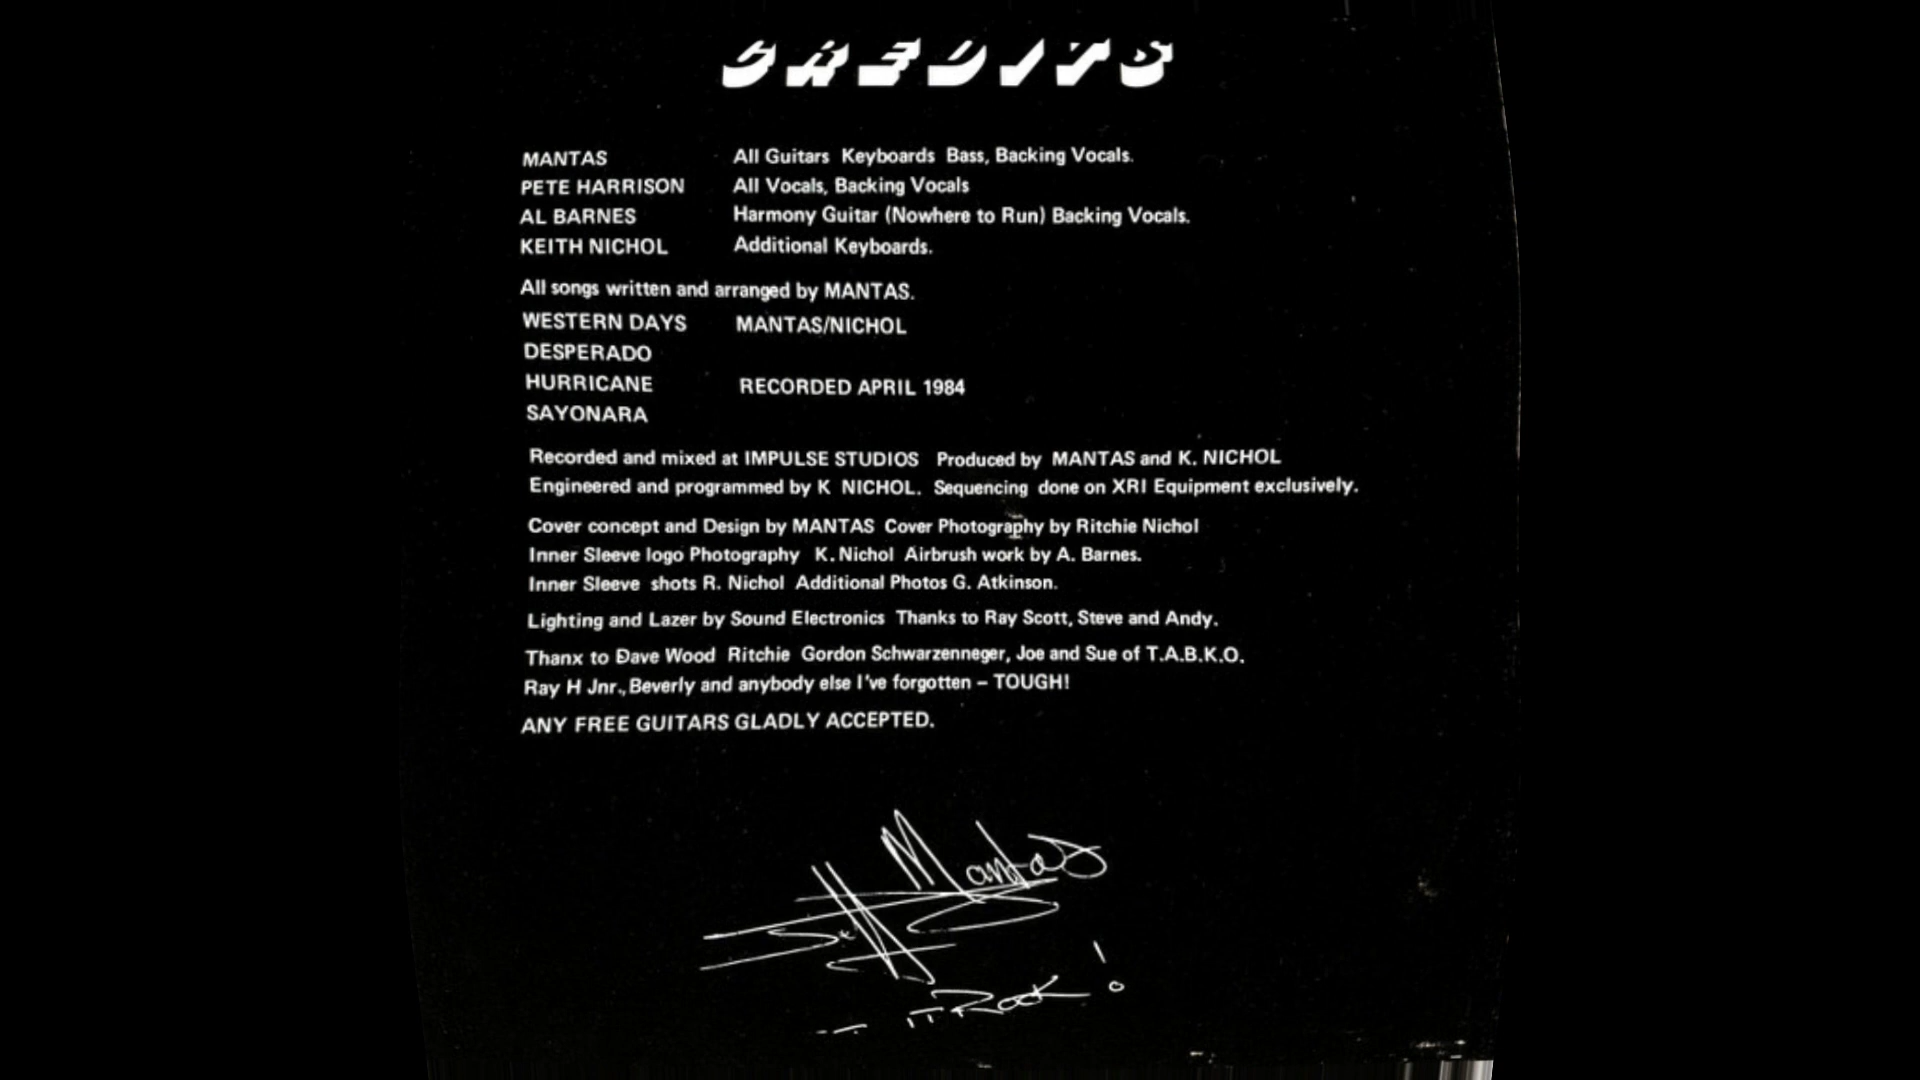 CREDITS
MANTAS All Guitars Keyboards Bass, Backing Vocals.
PETE HARRISON All Vocals, Backing Vocals
AL BARNES Harmony Guitar (Nowhere to Run) Backing Vocals.
KEITH NICHOL Additional Keyboards.
All songs written and arranged by MANTAS.
WESTERN DAYS MANTAS/NICHOL
DESPERADO
HURRICANE RECORDED APRIL 1984
SAYONARA
Recorded and mixed at IMPULSE STUDIOS Produced by MANTAS and K. NICHOL
Engineered and programmed by K NICHOL. Sequencing done on XRI Equipment exclusively.
Cover concept and Design by MANTAS Cover Photography by Ritchie Nichol
Inner Sleeve logo Photography K. Nichol Airbrush work by A. Barnes.
Inner Sleeve shots R. Nichol Additional Photos G. Atkinson.
Lighting and Lazer by Sound Electronics Thanks to Ray Scott, Steve and Andy.
Thanx to Dave Wood Ritchie Gordon Schwarzenneger, Joe and Sue of T.A.B.K.O.
Ray H Jnr., Beverly and anybody else I've forgotten – TOUGH!
ANY FREE GUITARS GLADLY ACCEPTED.
Mantas
Rock!